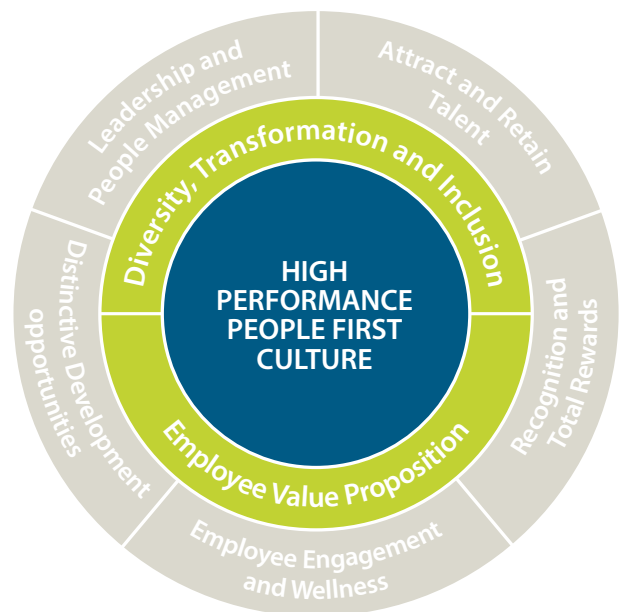 Leadership and
People Management
Attract and Retain
Talent
Diversity, Transformation and Inclusion
HIGH
PERFORMANCE
PEOPLE FIRST
CULTURE
Distinctive Development
opportunities
Recognition and
Total Rewards
Employee Value Proposition
Employee Engagement
and Wellness